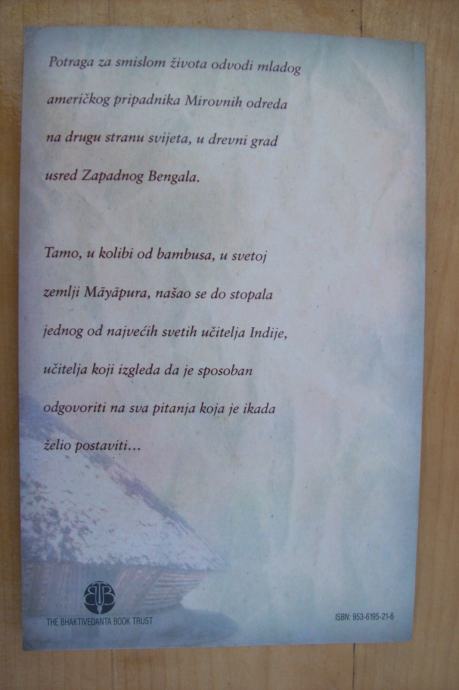 Potraga za smislom života odvodi mladog
američkog pripadnika Mirovnih odreda
na drugu stranu svijeta, u drevni grad
usred Zapadnog Bengala.
Tamo, u kolibi od bambusa, u svetoj
zemlji Māyāpura, našao se do stopala
jednog od najvećih svetih učitelja Indije,
učitelja koji izgleda da je sposoban
odgovoriti na sva pitanja koja je ikada
želio postaviti...
THE BHAKTIVEDANTA BOOK TRUST
ISBN: 953-6195-21-6